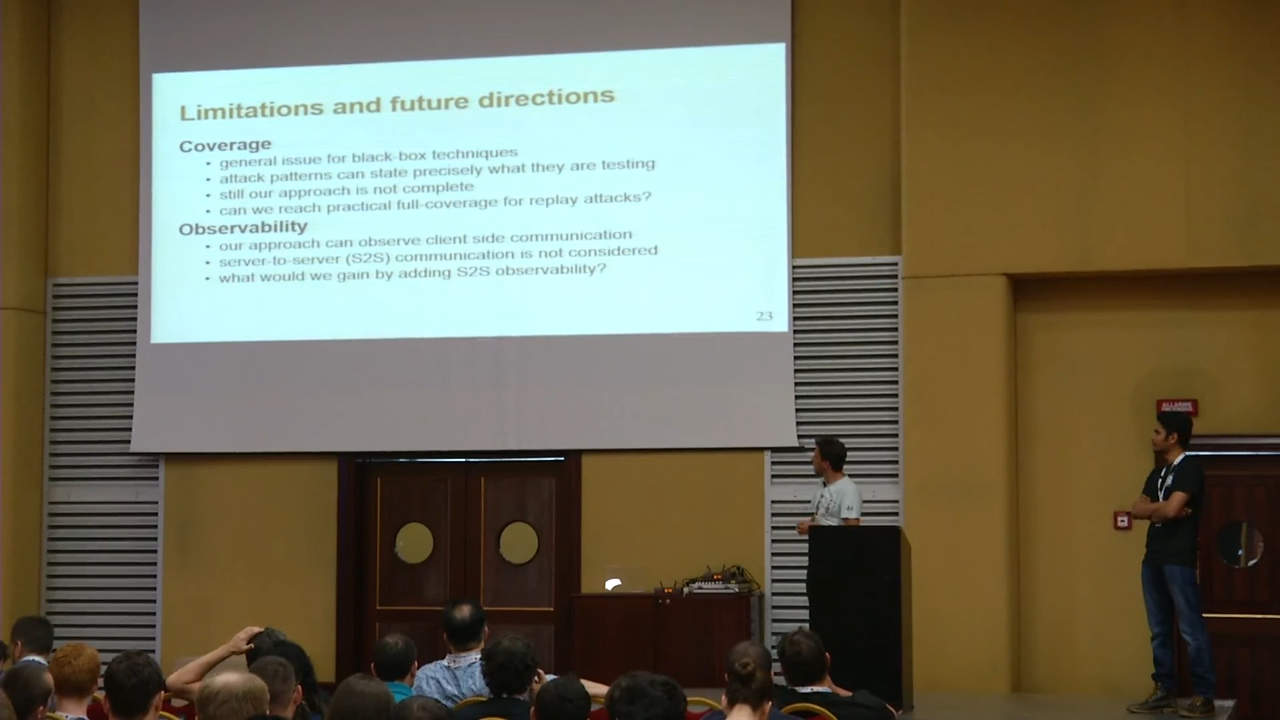 Limitations and future directions
Coverage
• general issue for black-box techniques
• attack patterns can state precisely what they are testing
• still our approach is not complete
• can we reach practical full-coverage for replay attacks?
Observability
• our approach can observe client side communication
• server-to-server (S2S) communication is not considered
• what would we gain by adding S2S observability?
23
ALLARME